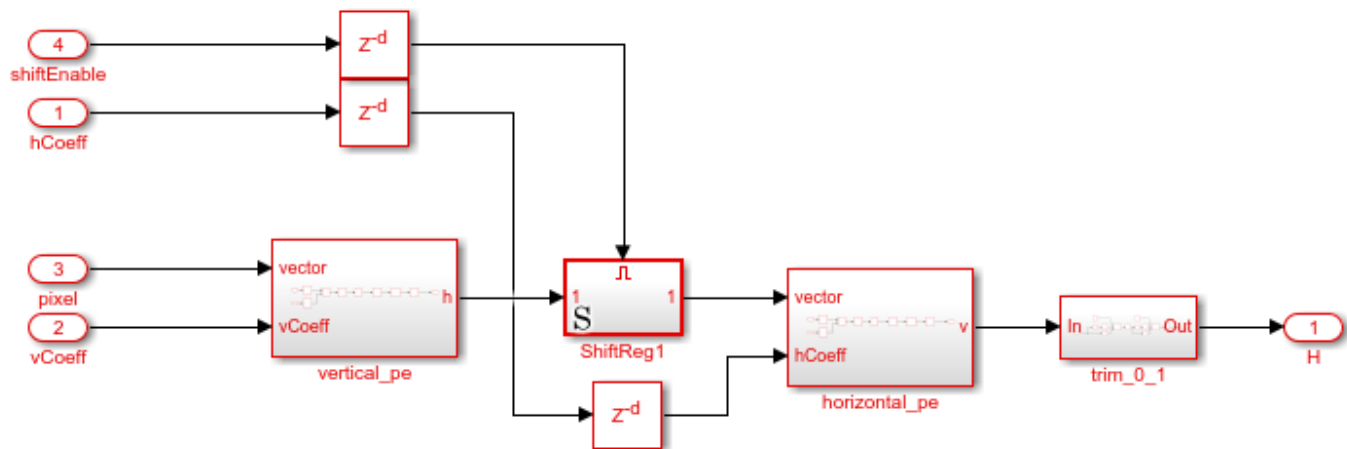 4
shiftEnable
Z-d
1
hCoeff
Z-d
3
pixel
2
vCoeff
vector
vCoeff
h
vertical_pe
1
1
S
ShiftReg1
Z-d
vector
hCoeff
v
horizontal_pe
In
Out
trim_0_1
1
H